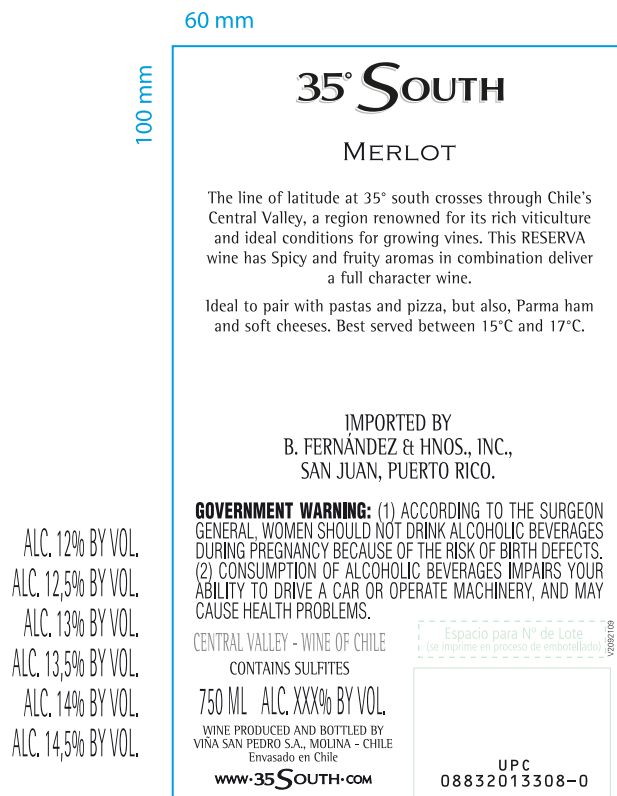 60 mm
100 mm
35° SOUTH
MERLOT
The line of latitude at 35° south crosses through Chile's
Central Valley, a region renowned for its rich viticulture
and ideal conditions for growing vines. This RESERVA
wine has Spicy and fruity aromas in combination deliver
a full character wine.
Ideal to pair with pastas and pizza, but also, Parma ham
and soft cheeses. Best served between 15°C and 17°C.
IMPORTED BY
B. FERNÁNDEZ & HNOS., INC.,
SAN JUAN, PUERTO RICO.
GOVERNMENT WARNING: (1) ACCORDING TO THE SURGEON
GENERAL, WOMEN SHOULD NOT DRINK ALCOHOLIC BEVERAGES
DURING PREGNANCY BECAUSE OF THE RISK OF BIRTH DEFECTS.
(2) CONSUMPTION OF ALCOHOLIC BEVERAGES IMPAIRS YOUR
ABILITY TO DRIVE A CAR OR OPERATE MACHINERY, AND MAY
CAUSE HEALTH PROBLEMS.
CENTRAL VALLEY - WINE OF CHILE
CONTAINS SULFITES
750 ML ALC. XXX% BY VOL.
WINE PRODUCED AND BOTTLED BY
VIÑA SAN PEDRO S.A., MOLINA - CHILE
Envasado en Chile
WWW·35SOUTH·COM
Espacio para Nº de Lote
(se imprime en proceso de embotellado)
V2092109
UPC
08832013308-0
ALC. 12% BY VOL.
ALC. 12,5% BY VOL.
ALC. 13% BY VOL.
ALC. 13,5% BY VOL.
ALC. 14% BY VOL.
ALC. 14,5% BY VOL.